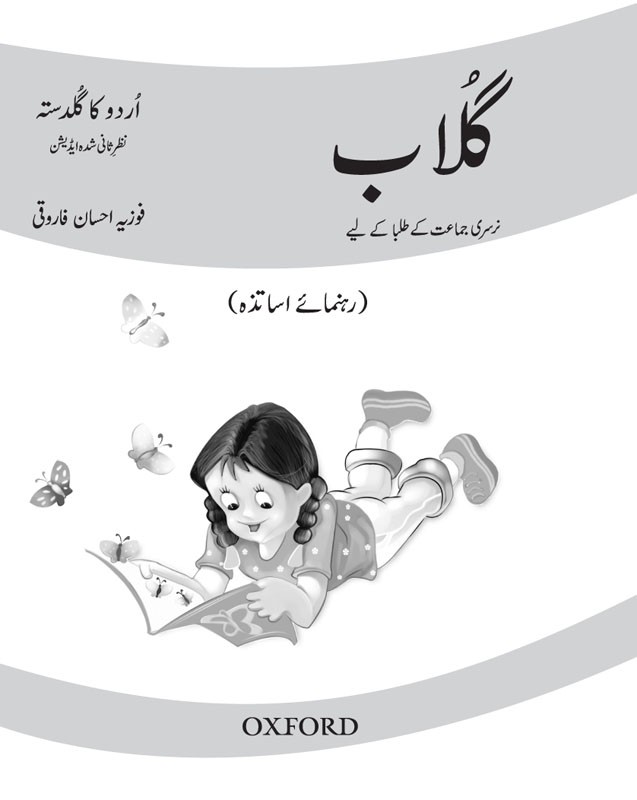 گُلاب
نرسری جماعت کے طلبا کے لیے
اُردو کا گُلدستہ
نظرِ ثانی شدہ ایڈیشن
فوزیہ احسان فاروقی
(رہنمائے اساتذہ)
OXFORD